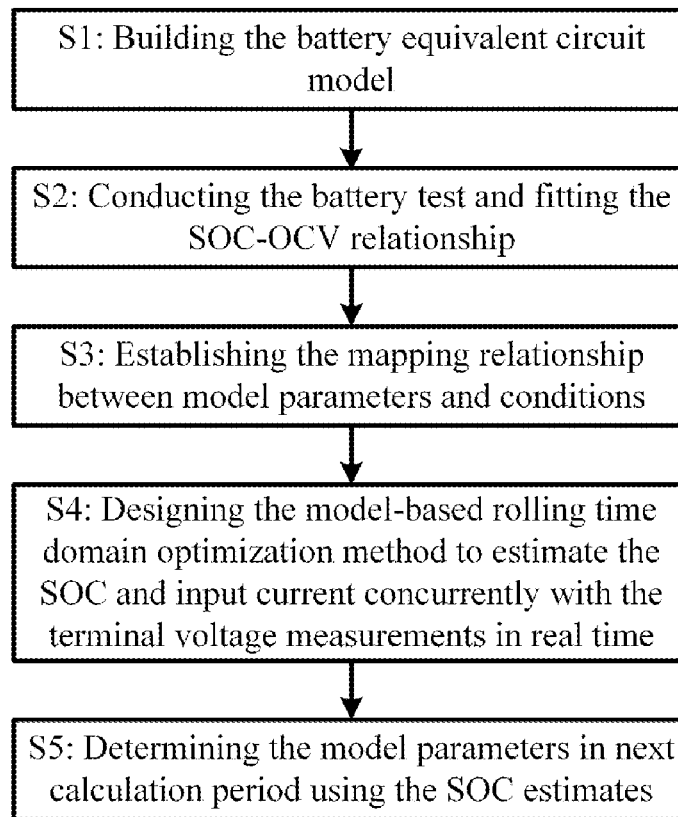 S1: Building the battery equivalent circuit
model
S2: Conducting the battery test and fitting the
SOC-OCV relationship
S3: Establishing the mapping relationship
between model parameters and conditions
S4: Designing the model-based rolling time
domain optimization method to estimate the
SOC and input current concurrently with the
terminal voltage measurements in real time
S5: Determining the model parameters in next
calculation period using the SOC estimates